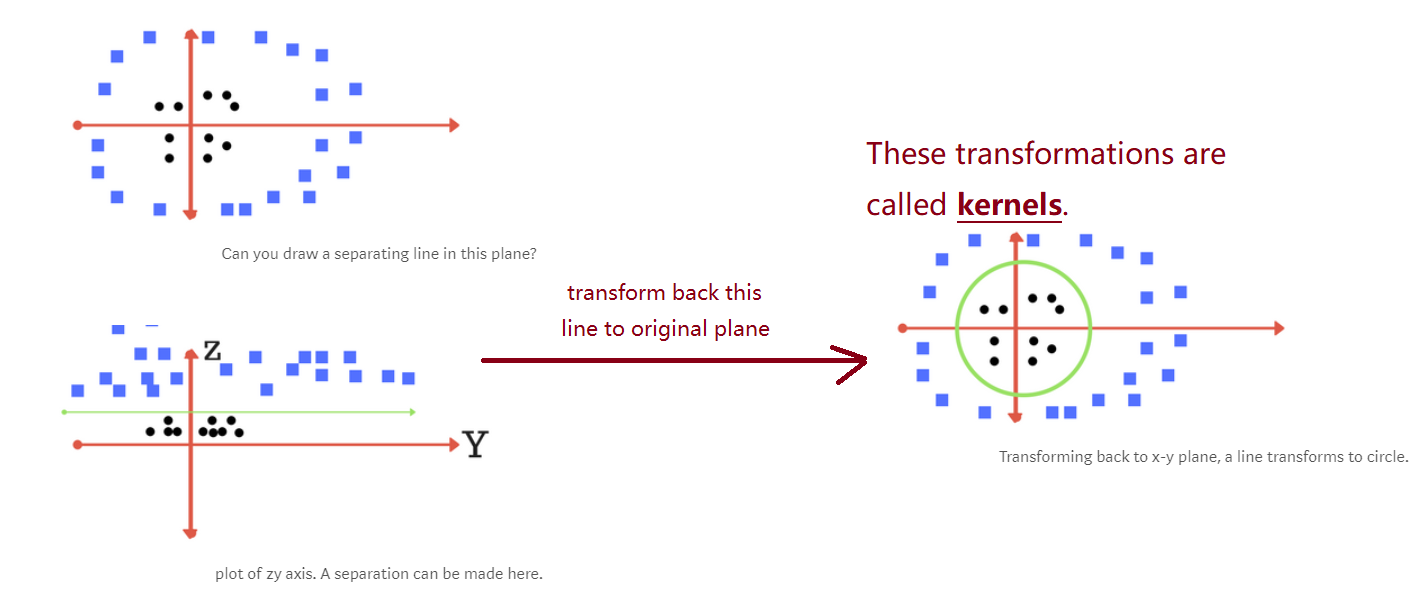 Can you draw a separating line in this plane?
Z
Y
plot of zy axis. A separation can be made here.
transform back this
line to original plane
These transformations are
called kernels.
Transforming back to x-y plane, a line transforms to circle.